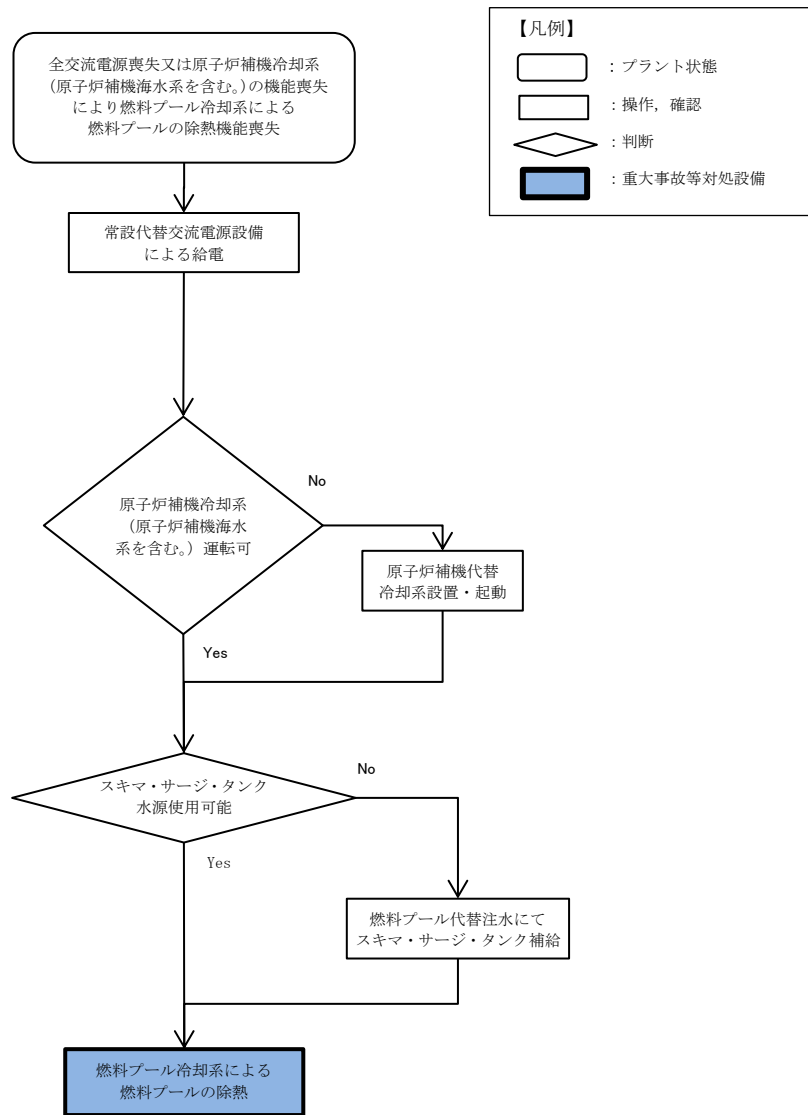 全交流電源喪失又は原子炉補機冷却系
(原子炉補機海水系を含む。)の機能喪失
により燃料プール冷却系による
燃料プールの除熱機能喪失
常設代替交流電源設備
による給電
原子炉補機冷却系
（原子炉補機海水
系を含む。）運転可
No
原子炉補機代替
冷却系設置・起動
Yes
スキマ・サージ・タンク
水源使用可能
No
Yes
燃料プール代替注水にて
スキマ・サージ・タンク補給
燃料プール冷却系による
燃料プールの除熱
【凡例】
：プラント状態
：操作，確認
：判断
：重大事故等対処設備